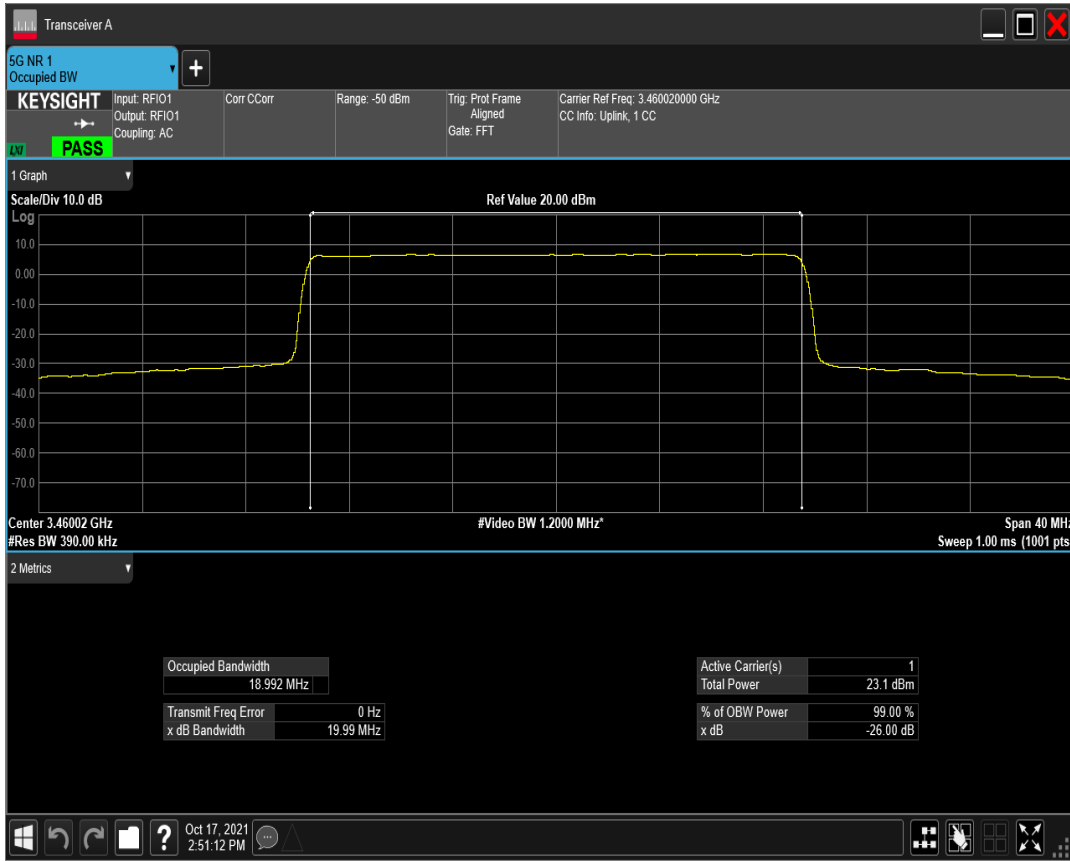 Transceiver A
5G NR 1
Occupied BW
+
KEYSIGHT
LXI
PASS
Input: RFIO1
Output: RFIO1
Coupling: AC
Corr CCorr
Range: -50 dBm
Trig: Prot Frame
Aligned
Gate: FFT
Carrier Ref Freq: 3.460020000 GHz
CC Info: Uplink, 1 CC
1 Graph
Scale/Div 10.0 dB
Ref Value 20.00 dBm
Log
10.0
0.00
-10.0
-20.0
-30.0
-40.0
-50.0
-60.0
-70.0
Center 3.46002 GHz
#Video BW 1.2000 MHz*
Span 40 MHz
#Res BW 390.00 kHz
Sweep 1.00 ms (1001 pts
2 Metrics
Occupied Bandwidth
18.992 MHz
Transmit Freq Error 0 Hz
x dB Bandwidth 19.99 MHz
Active Carrier(s) 1
Total Power 23.1 dBm
% of OBW Power 99.00 %
x dB -26.00 dB
?
Oct 17, 2021
2:51:12 PM